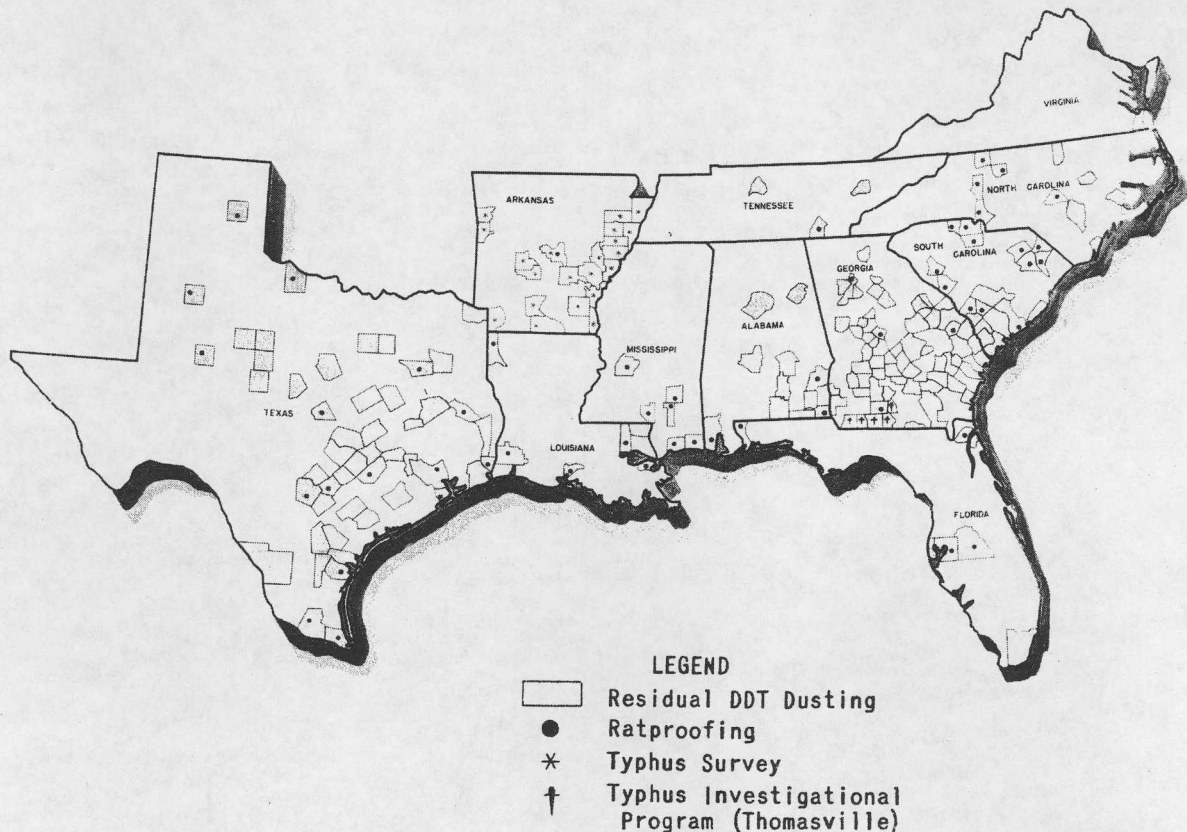 VIRGINIA
ARKANSAS
TENNESSEE
NORTH CAROLINA
SOUTH
CAROLINA
GEORGIA
ALABAMA
MISSISSIPPI
TEXAS
LOUISIANA
FLORIDA
LEGEND
Residual DDT Dusting
Ratproofing
Typhus Survey
Typhus Investigational
Program (Thomasville)